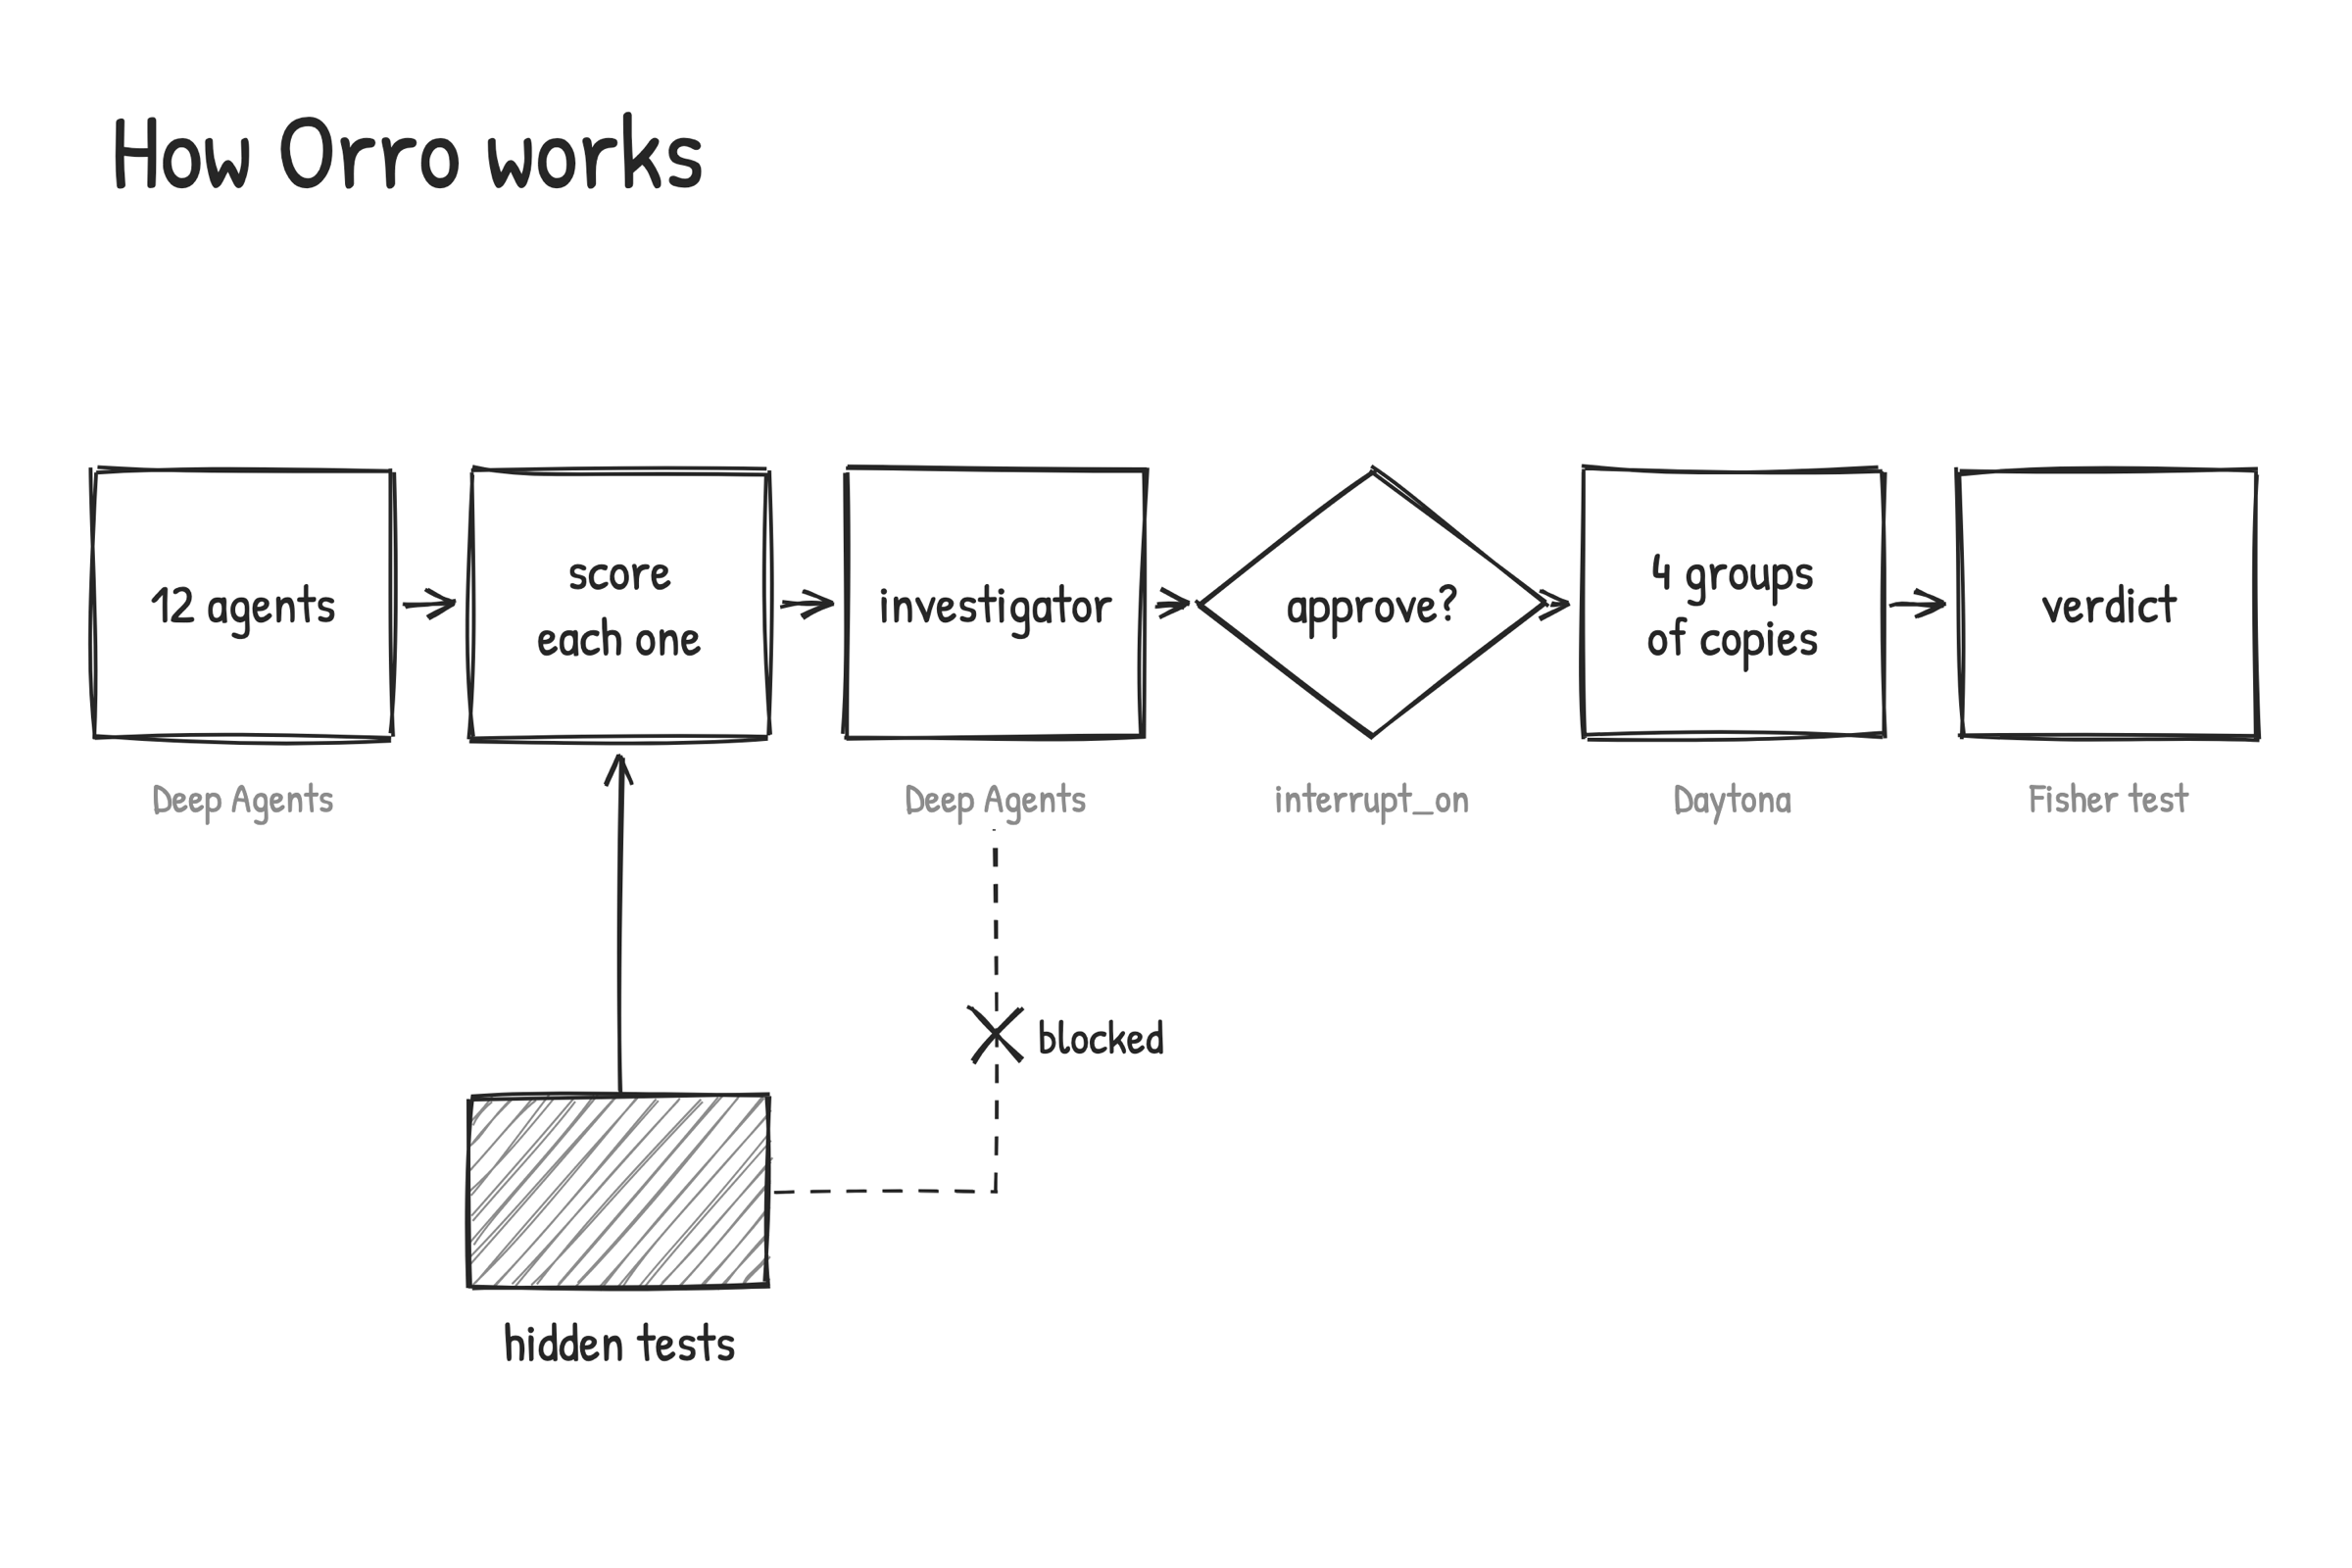 How Orro works
12 agents
score
each one
investigator
approve?
4 groups
of copies
verdict
Deep Agents
Deep Agents
interrupt_on
Daytona
Fisher test
blocked
hidden tests